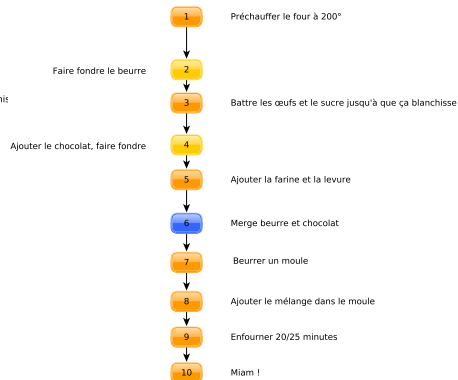 1 Préchauffer le four à 200°
Faire fondre le beurre 2
3 Battre les œufs et le sucre jusqu'à que ça blanchisse
Ajouter le chocolat, faire fondre 4
5 Ajouter la farine et la levure
6 Merge beurre et chocolat
7 Beurrer un moule
8 Ajouter le mélange dans le moule
9 Enfourner 20/25 minutes
10 Miam !